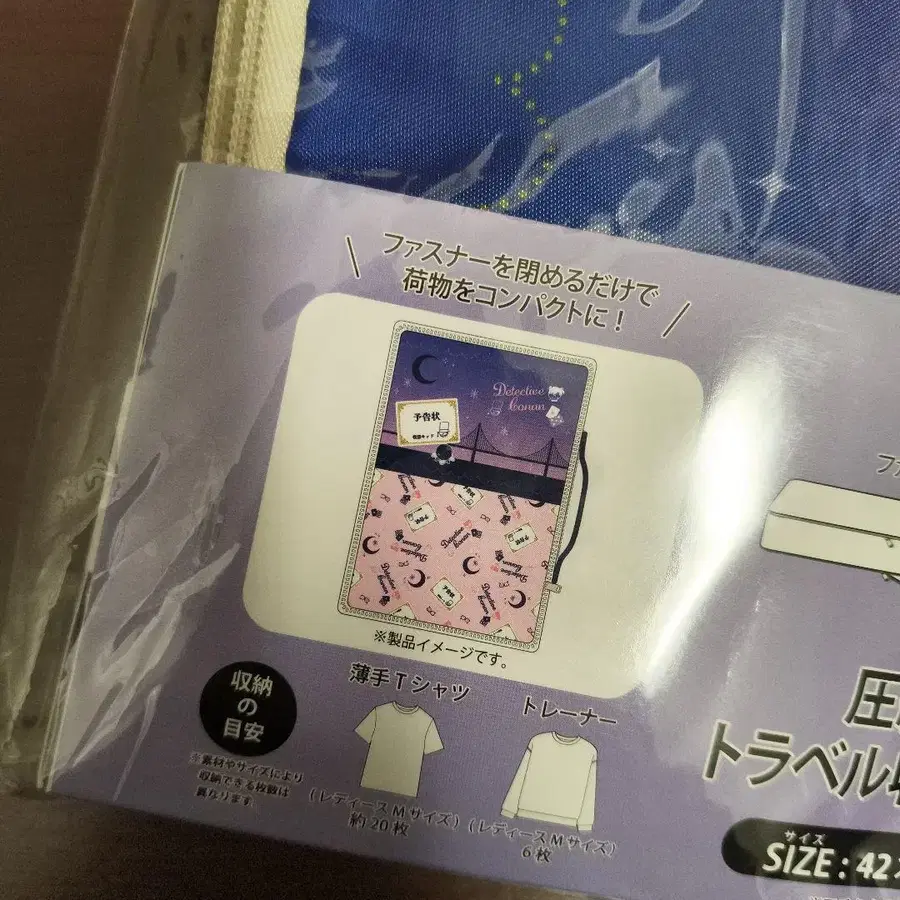 ファスナーを閉めるだけで
荷物をコンパクトに！
Detective
Conan
予告状
※製品イメージです。
収納
の
目安
※素材やサイズにより
収納できる枚数は
異なります
薄手Tシャツ
(レディースMサイズ)
約20枚
トレーナー
(レディースMサイズ)
6枚
トラベル
サイズ
SIZE：42